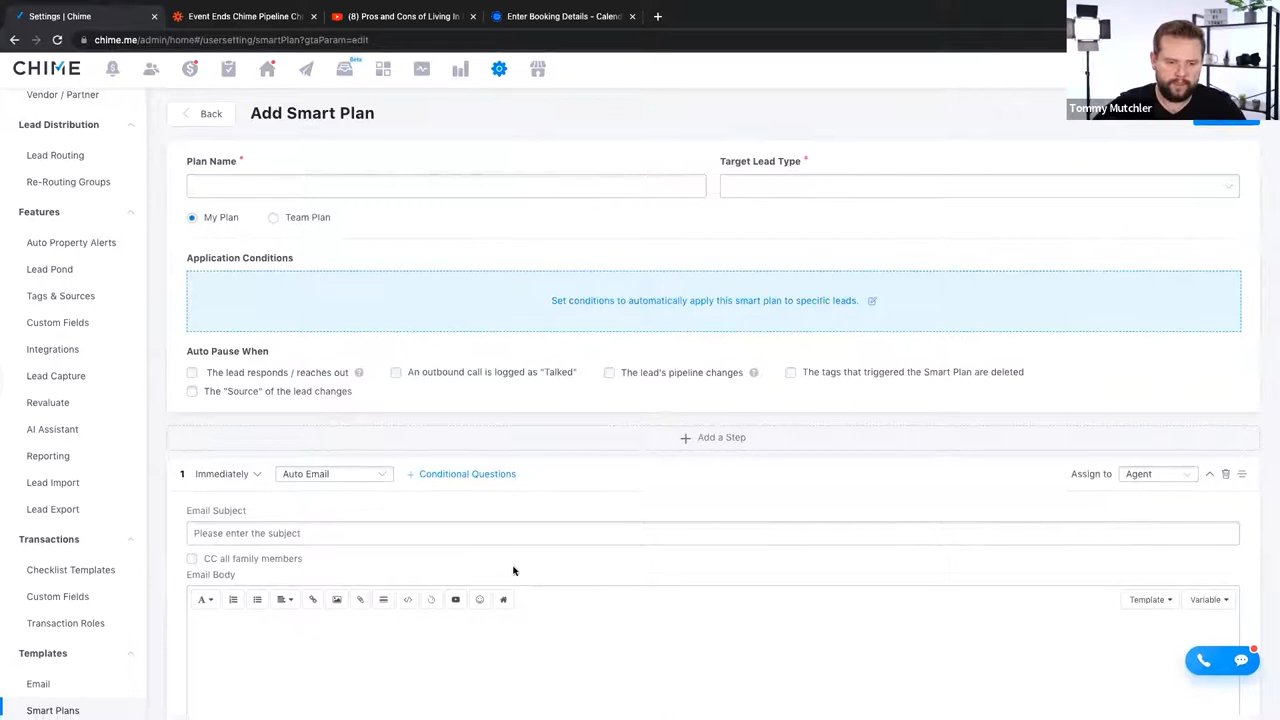 Settings | Chime
Event Ends Chime Pipeline Ch
(8) Pros and Cons of Living In
Enter Booking Details - Calend
chime.me/admin/home#/usersetting/smartPlan?gtaParam=edit
CHIME
Beta
Tommy Mutchler
Vendor / Partner
Lead Distribution
Lead Routing
Re-Routing Groups
Features
Auto Property Alerts
Lead Pond
Tags & Sources
Custom Fields
Integrations
Lead Capture
Revaluate
AI Assistant
Reporting
Lead Import
Lead Export
Transactions
Checklist Templates
Custom Fields
Transaction Roles
Templates
Email
Smart Plans
Back
Add Smart Plan
Plan Name *
Target Lead Type *
My Plan
Team Plan
Application Conditions
Set conditions to automatically apply this smart plan to specific leads.
Auto Pause When
The lead responds / reaches out
An outbound call is logged as "Talked"
The lead's pipeline changes
The tags that triggered the Smart Plan are deleted
The "Source" of the lead changes
+ Add a Step
1 Immediately
Auto Email
+ Conditional Questions
Assign to
Agent
Email Subject
Please enter the subject
CC all family members
Email Body
A
Template
Variable